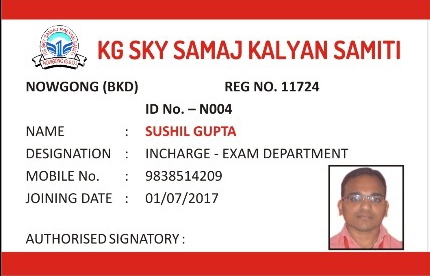 KG SKY SAMAJ KALYAN SAMITI
NOWGONG (BKD) REG NO. 11724
ID No. – N004
NAME : SUSHIL GUPTA
DESIGNATION : INCHARGE - EXAM DEPARTMENT
MOBILE No. : 9838514209
JOINING DATE : 01/07/2017
AUTHORISED SIGNATORY :